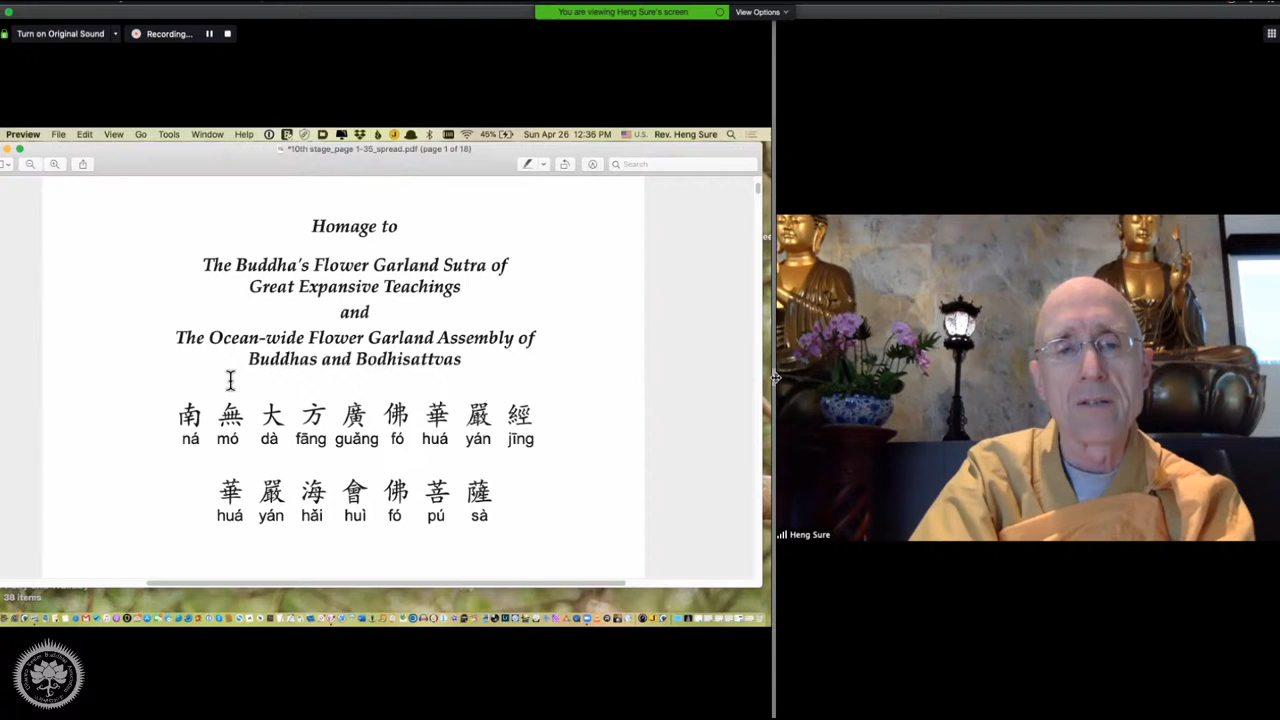 You are viewing Heng Sure's screen
View Options
Turn on Original Sound
Recording...
Preview File Edit View Go Tools Window Help
45% U.S. Sun Apr 26 12:36 PM Rev. Heng Sure
*10th stage_page 1-35_spread.pdf (page 1 of 18)
Search
Homage to
The Buddha's Flower Garland Sutra of
Great Expansive Teachings
and
The Ocean-wide Flower Garland Assembly of
Buddhas and Bodhisattvas
南 無 大 方 廣 佛 華 嚴 經
ná mó dà fāng guǎng fó huá yán jīng
華 嚴 海 會 佛 菩 薩
huá yán hǎi huì fó pú sà
38 items
Heng Sure